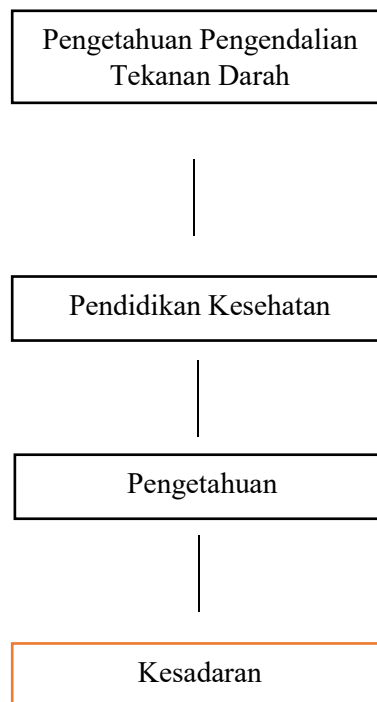 Pengetahuan Pengendalian
Tekanan Darah
Pendidikan Kesehatan
Pengetahuan
Kesadaran